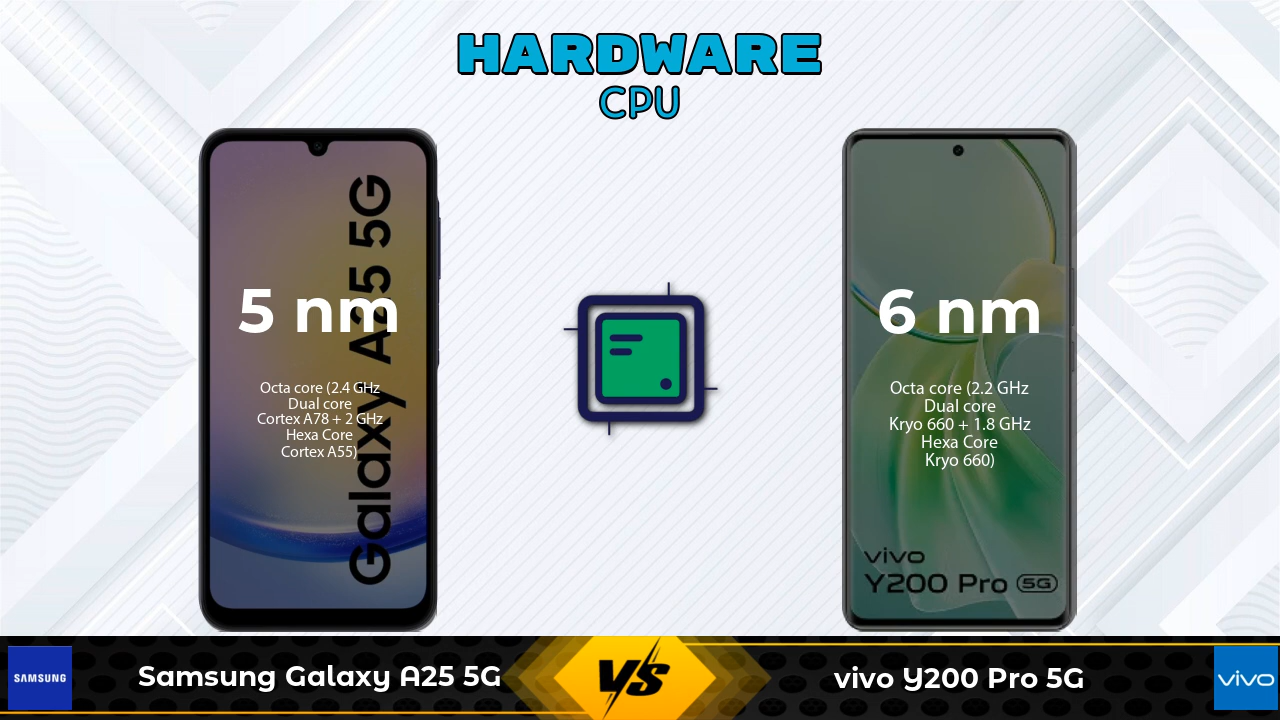 HARDWARE
CPU
Galaxy A25 5G
5 nm
Octa core (2.4 GHz
Dual core
Cortex A78 + 2 GHz
Hexa Core
Cortex A55)
6 nm
Octa core (2.2 GHz
Dual core
Kryo 660 + 1.8 GHz
Hexa Core
Kryo 660)
vivo
Y200 Pro 5G
SAMSUNG
Samsung Galaxy A25 5G
VS
vivo Y200 Pro 5G
vivo